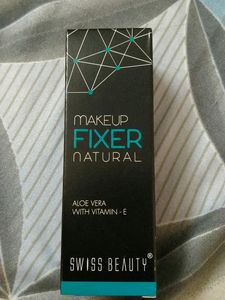 MAKEUP
FIXER
NATURAL
ALOE VERA
WITH VITAMIN - E
SWISS BEAUTY®